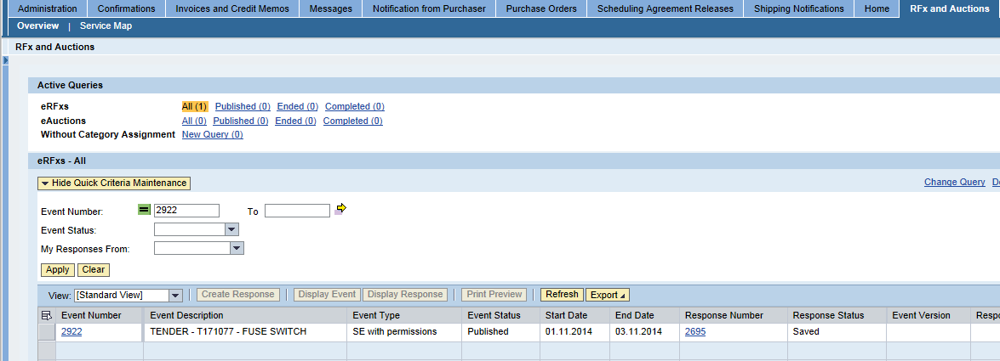 Administration Confirmations Invoices and Credit Memos Messages Notification from Purchaser Purchase Orders Scheduling Agreement Releases Shipping Notifications Home RFx and Auctions
Overview | Service Map
RFx and Auctions
Active Queries
eRFxs All (1) Published (0) Ended (0) Completed (0)
eAuctions All (0) Published (0) Ended (0) Completed (0)
Without Category Assignment New Query (0)
eRFxs - All
Hide Quick Criteria Maintenance Change Query De
Event Number: 2922 To
Event Status:
My Responses From:
Apply Clear
View: [Standard View] Create Response Display Event Display Response Print Preview Refresh Export
Event Number Event Description Event Type Event Status Start Date End Date Response Number Response Status Event Version Respo
2922 TENDER - T171077 - FUSE SWITCH SE with permissions Published 01.11.2014 03.11.2014 2695 Saved